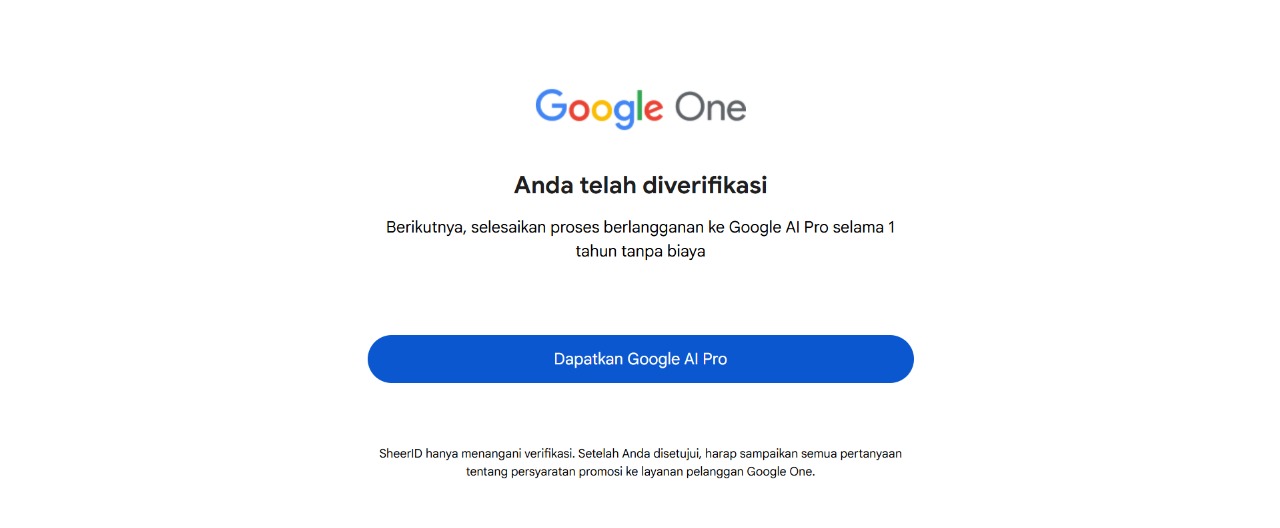 Google One
Anda telah diverifikasi
Berikutnya, selesaikan proses berlangganan ke Google AI Pro selama 1
tahun tanpa biaya
Dapatkan Google AI Pro
SheerID hanya menangani verifikasi. Setelah Anda disetujui, harap sampaikan semua pertanyaan
tentang persyaratan promosi ke layanan pelanggan Google One.